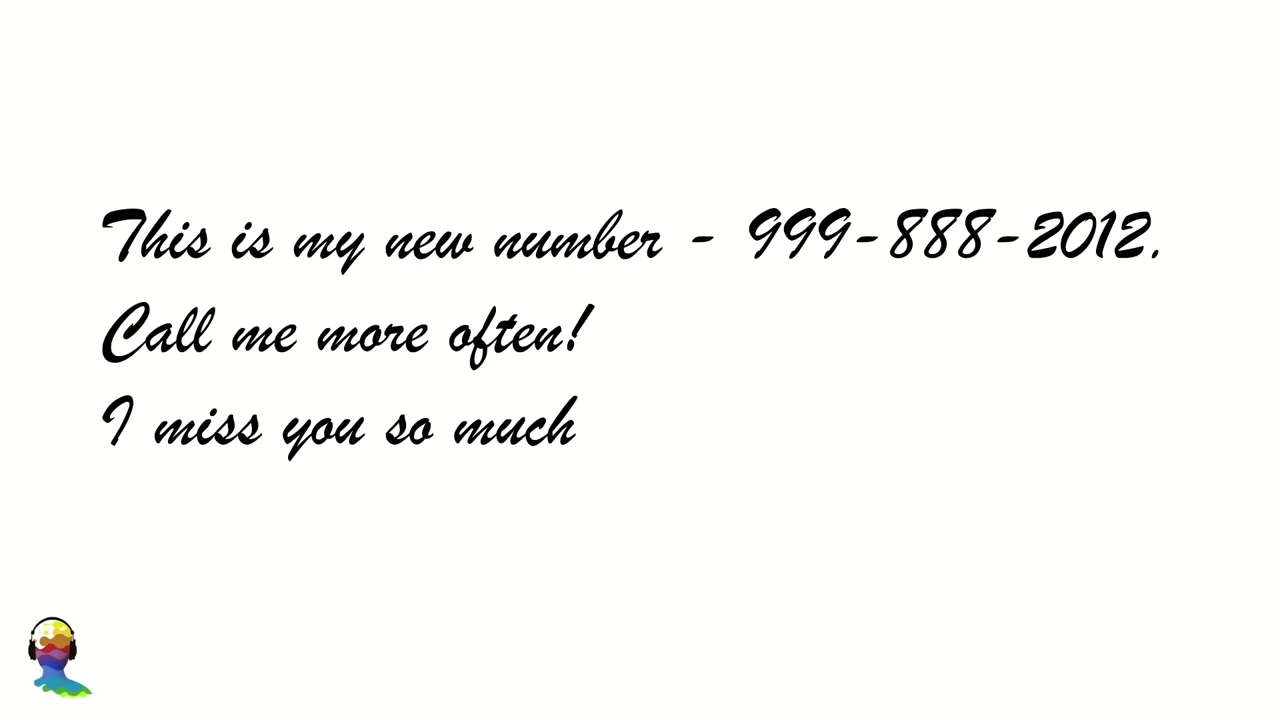 This is my new number - 999-888-2012.
Call me more often!
I miss you so much